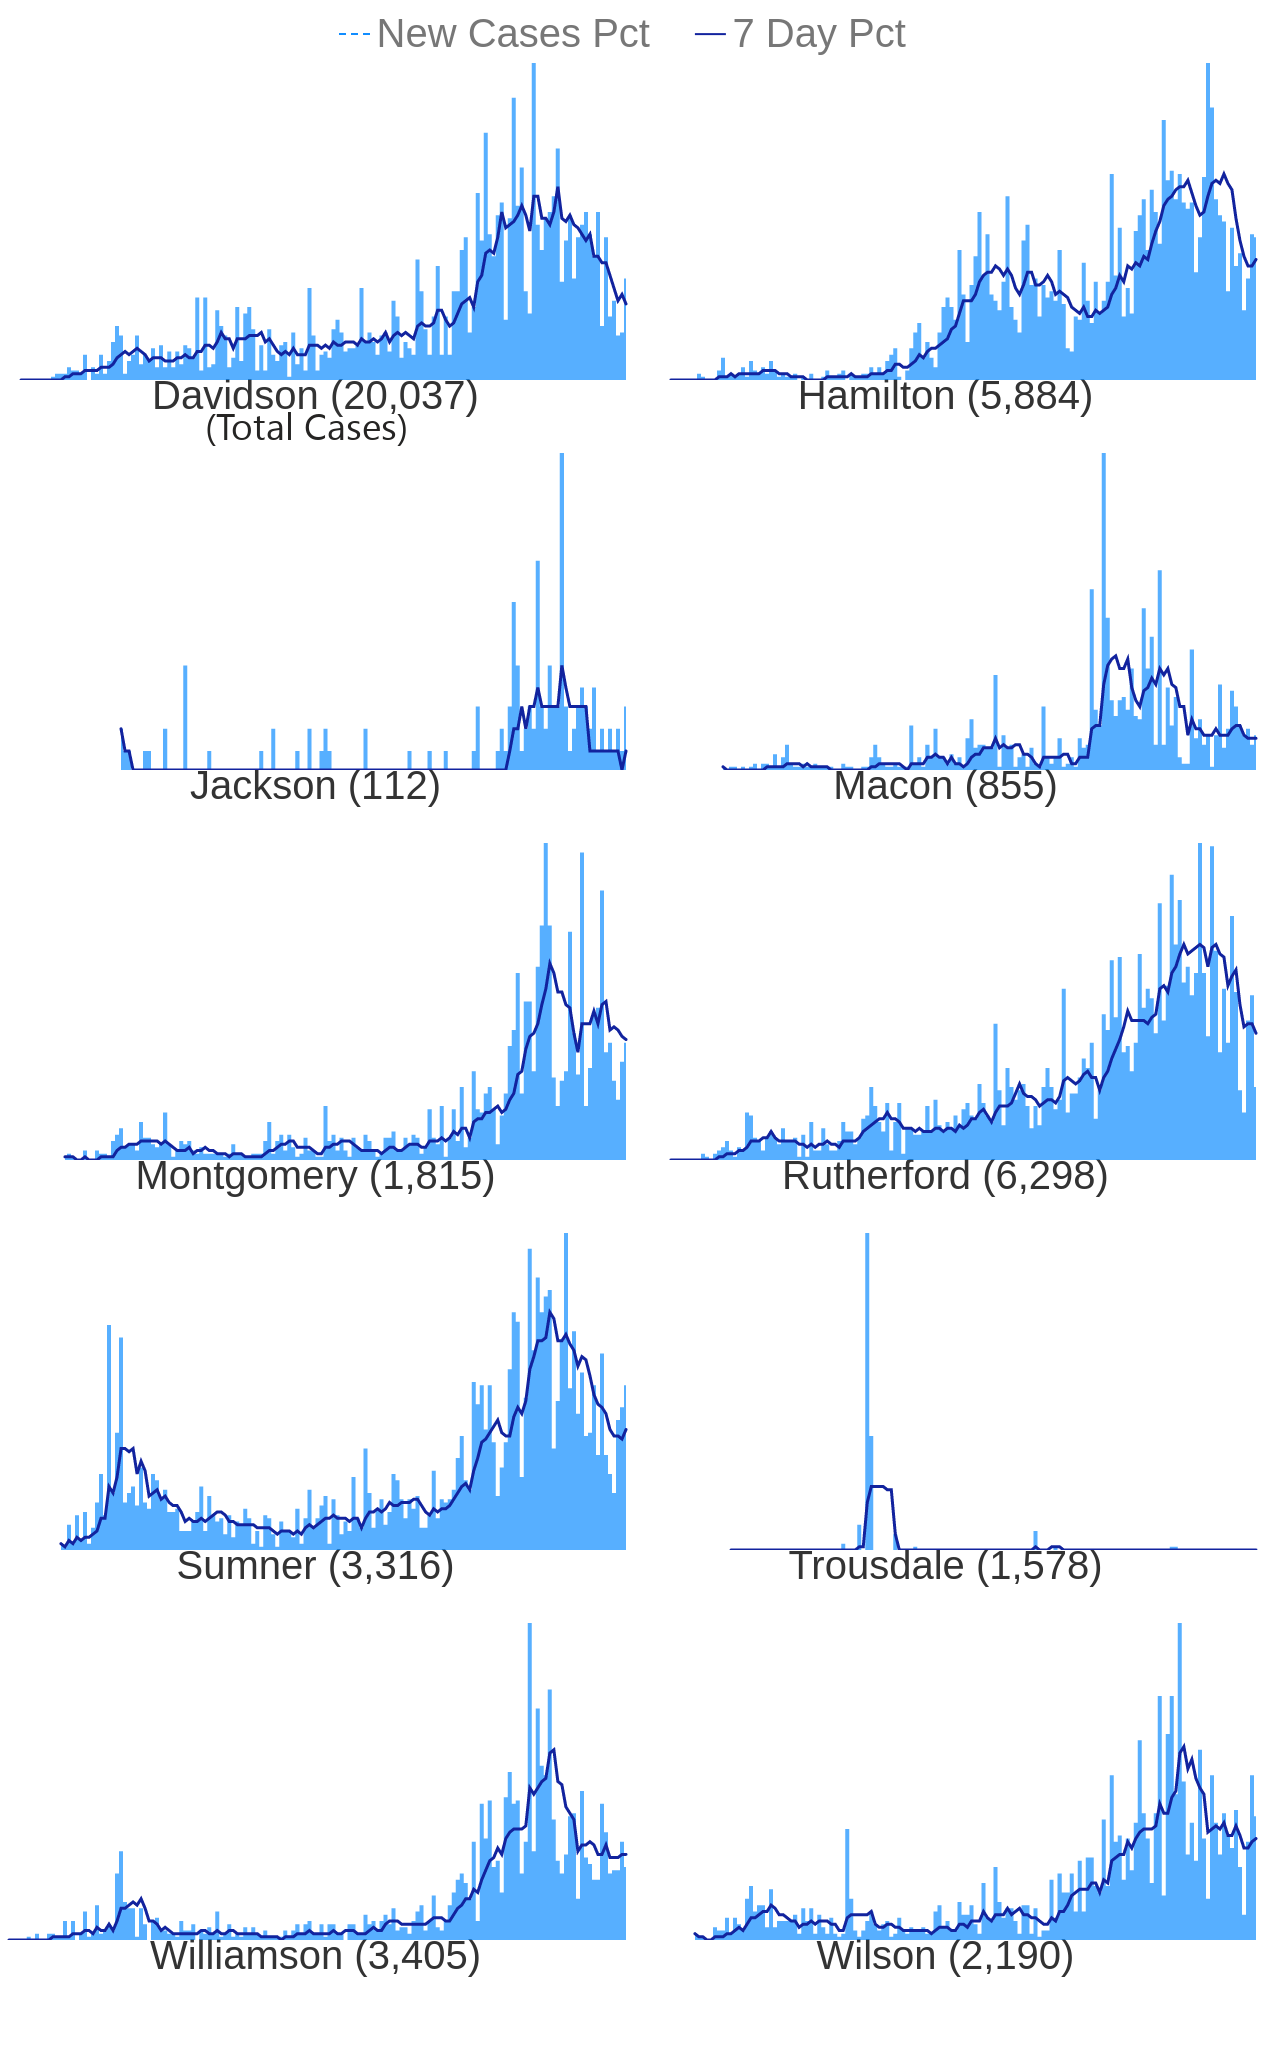 New Cases Pct 7 Day Pct
Davidson (20,037) Hamilton (5,884)
(Total Cases)
Jackson (112) Macon (855)
Montgomery (1,815) Rutherford (6,298)
Sumner (3,316) Trousdale (1,578)
Williamson (3,405) Wilson (2,190)